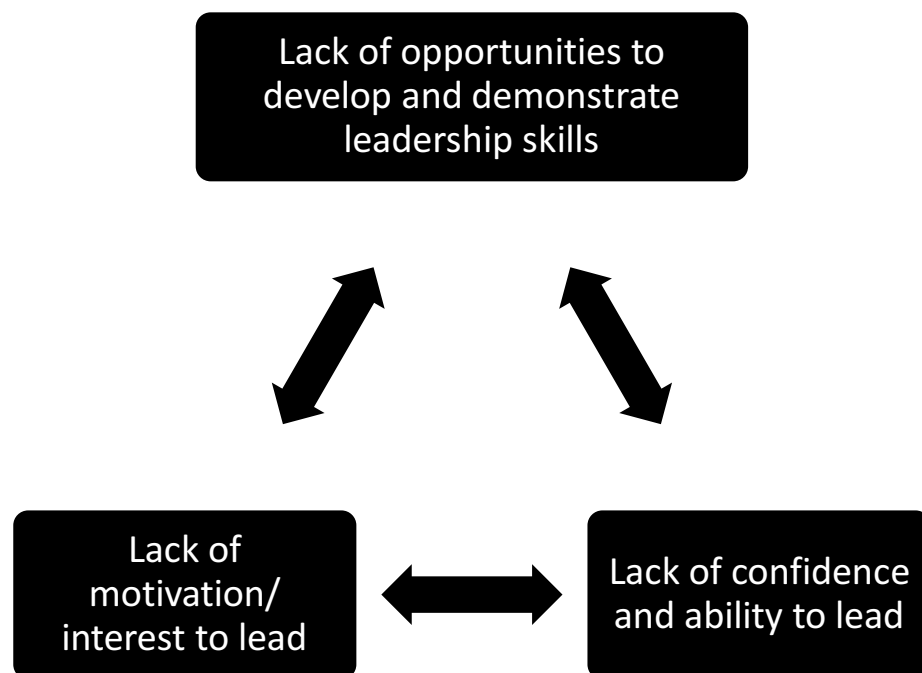 Lack of opportunities to
develop and demonstrate
leadership skills
Lack of
motivation/
interest to lead
Lack of confidence
and ability to lead